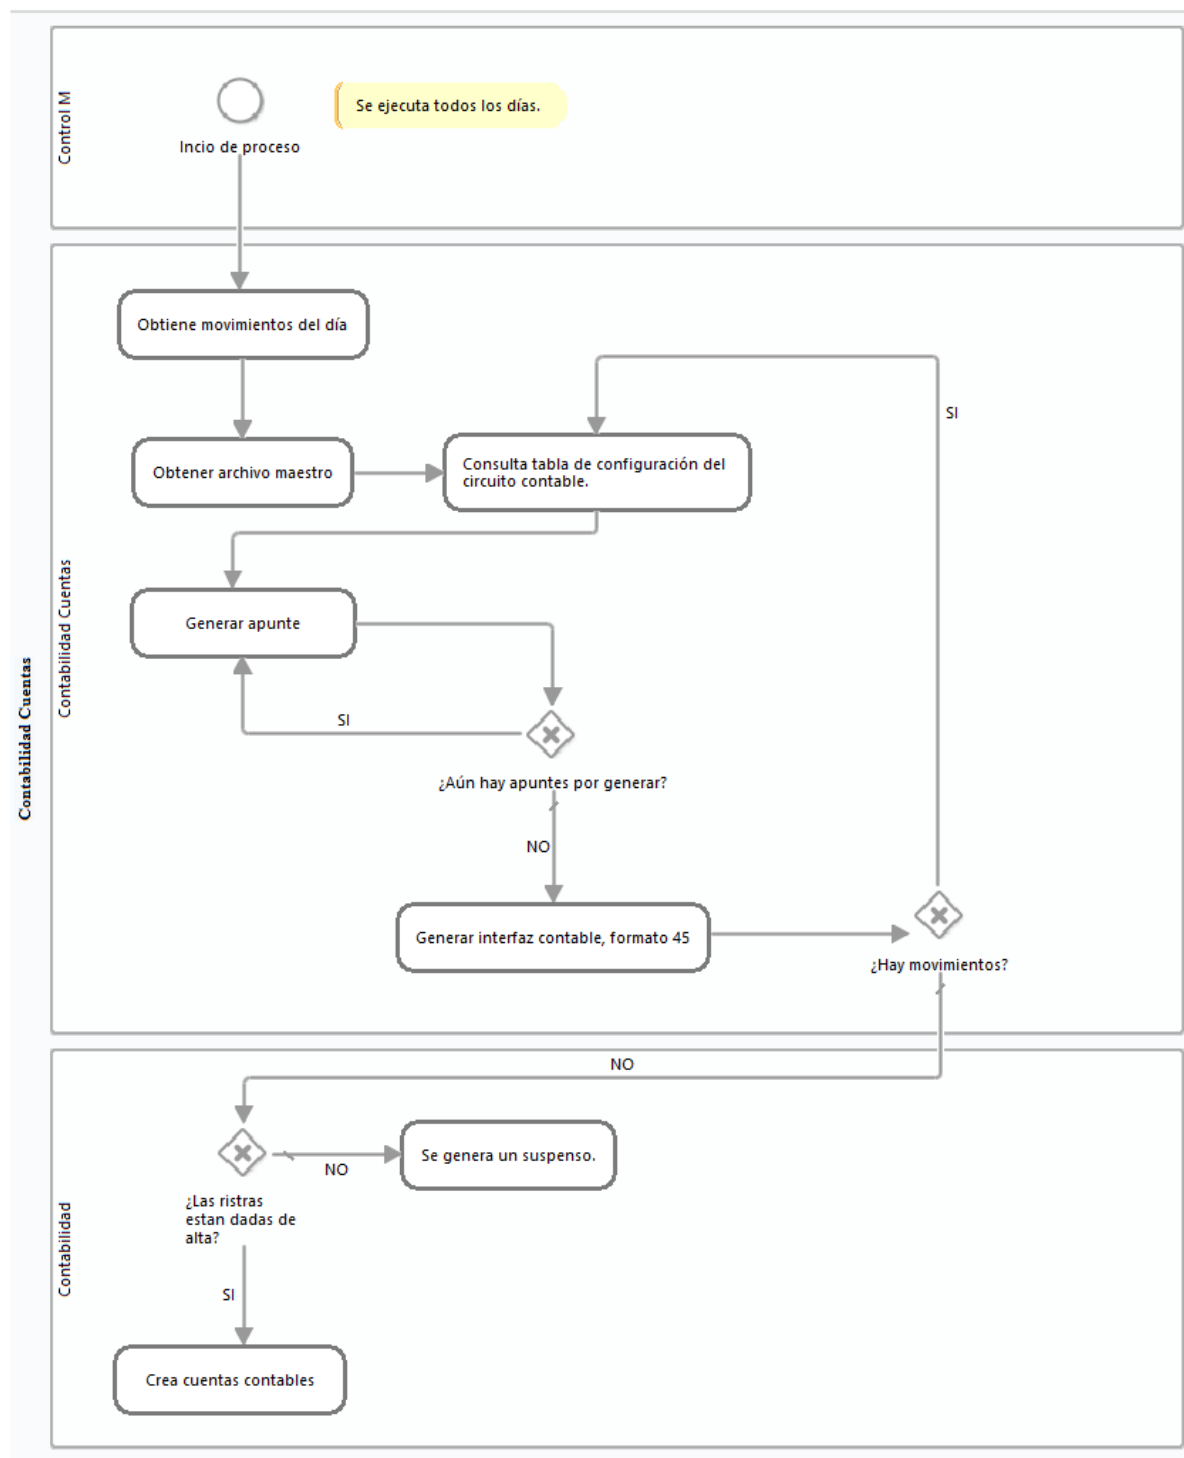 Contabilidad Cuentas
Control M
Incio de proceso
Se ejecuta todos los días.
Contabilidad Cuentas
Obtiene movimientos del día
Obtener archivo maestro
Consulta tabla de configuración del
circuito contable.
SI
Generar apunte
SI
¿Aún hay apuntes por generar?
NO
Generar interfaz contable, formato 45
¿Hay movimientos?
Contabilidad
NO
NO
Se genera un suspenso.
¿Las ristras
estan dadas de
alta?
SI
Crea cuentas contables